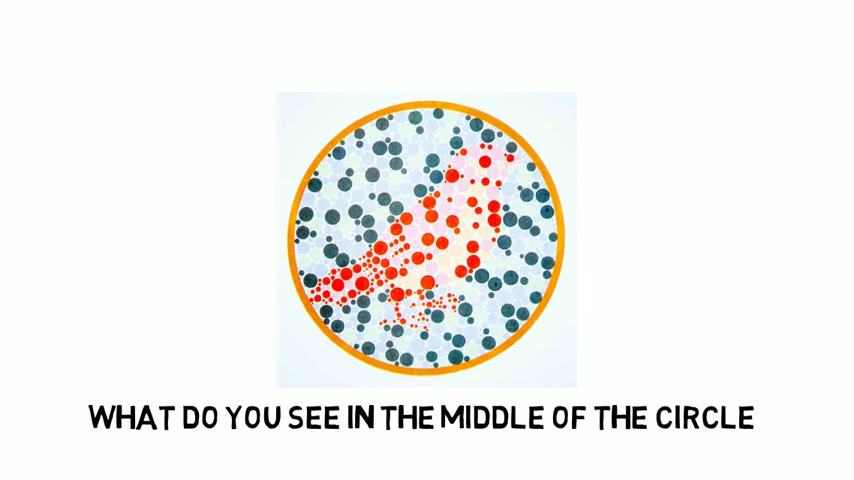 WHAT DO YOU SEE IN THE MIDDLE OF THE CIRCLE